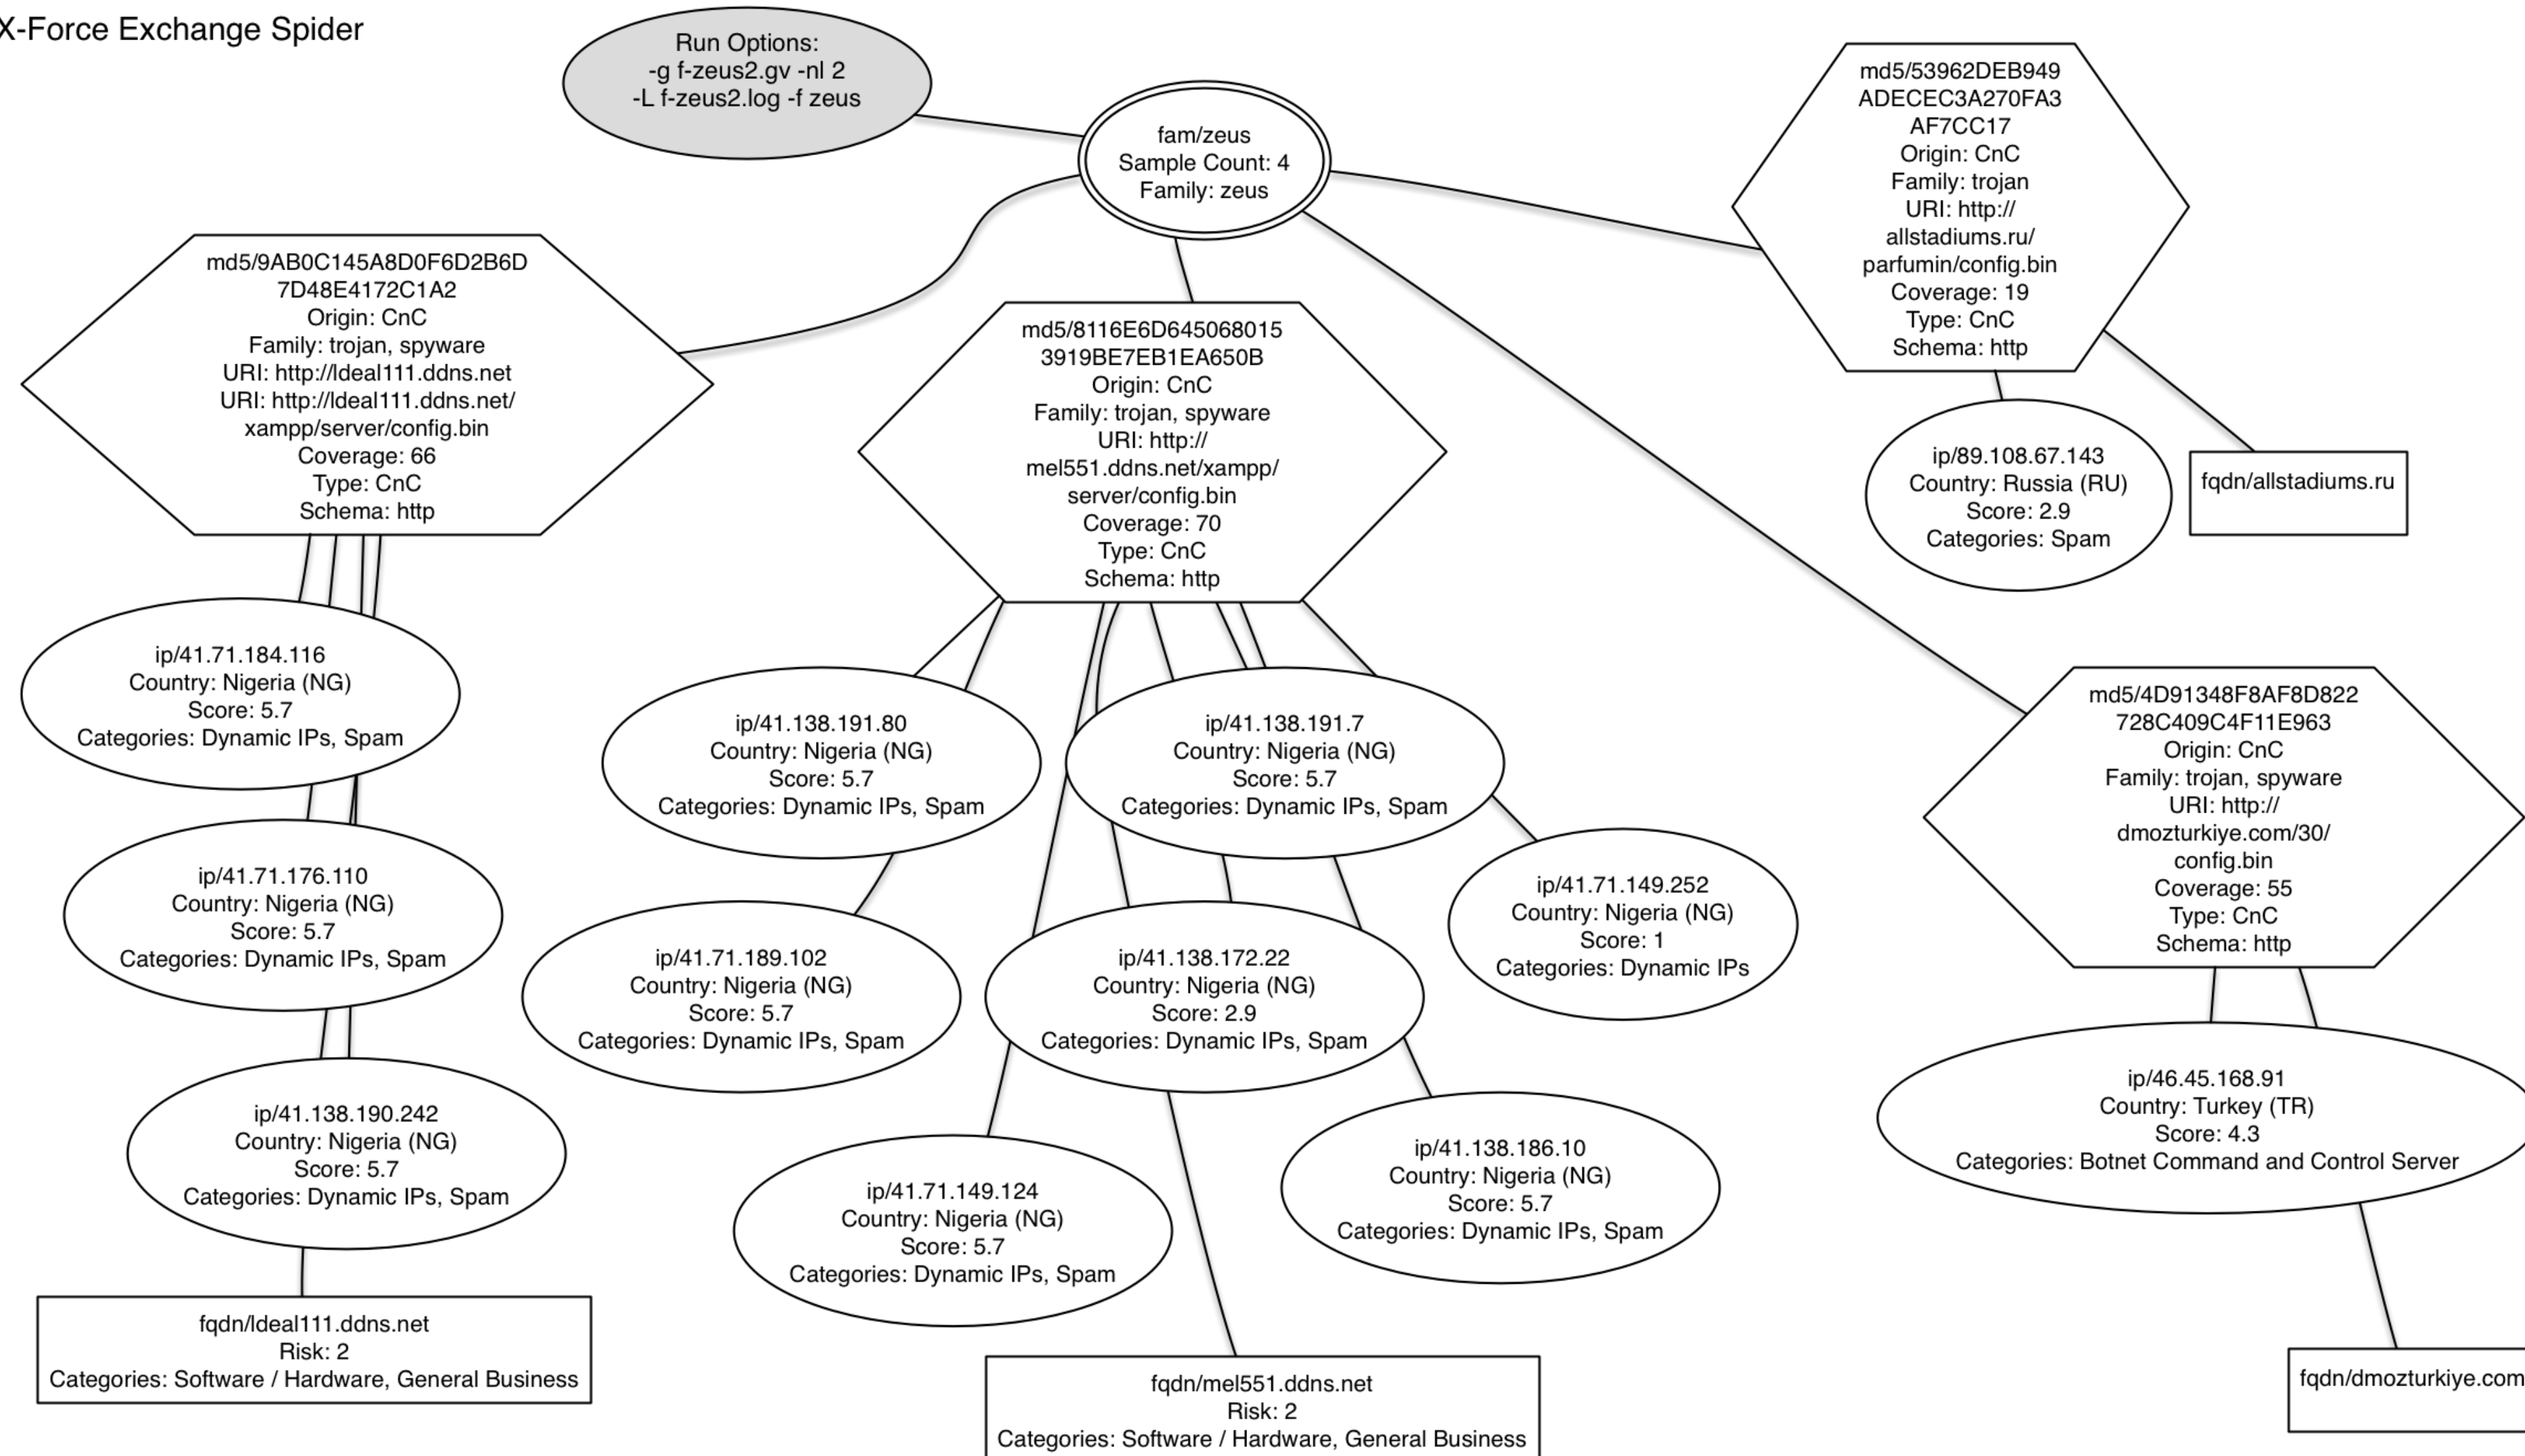 X-Force Exchange Spider
Run Options:
-g f-zeus2.gv -nl 2
-L f-zeus2.log -f zeus
fam/zeus
Sample Count: 4
Family: zeus
md5/53962DEB949
ADECEC3A270FA3
AF7CC17
Origin: CnC
Family: trojan
URI: http://
allstadiums.ru/
parfumin/config.bin
Coverage: 19
Type: CnC
Schema: http
md5/9AB0C145A8D0F6D2B6D
7D48E4172C1A2
Origin: CnC
Family: trojan, spyware
URI: http://Ideal111.ddns.net
URI: http://Ideal111.ddns.net/
xampp/server/config.bin
Coverage: 66
Type: CnC
Schema: http
md5/8116E6D645068015
3919BE7EB1EA650B
Origin: CnC
Family: trojan, spyware
URI: http://
mel551.ddns.net/xampp/
server/config.bin
Coverage: 70
Type: CnC
Schema: http
ip/89.108.67.143
Country: Russia (RU)
Score: 2.9
Categories: Spam
fqdn/allstadiums.ru
ip/41.71.184.116
Country: Nigeria (NG)
Score: 5.7
Categories: Dynamic IPs, Spam
ip/41.138.191.80
Country: Nigeria (NG)
Score: 5.7
Categories: Dynamic IPs, Spam
ip/41.138.191.7
Country: Nigeria (NG)
Score: 5.7
Categories: Dynamic IPs, Spam
md5/4D91348F8AF8D822
728C409C4F11E963
Origin: CnC
Family: trojan, spyware
URI: http://
dmozturkiye.com/30/
config.bin
Coverage: 55
Type: CnC
Schema: http
ip/41.71.176.110
Country: Nigeria (NG)
Score: 5.7
Categories: Dynamic IPs, Spam
ip/41.71.149.252
Country: Nigeria (NG)
Score: 1
Categories: Dynamic IPs
ip/41.71.189.102
Country: Nigeria (NG)
Score: 5.7
Categories: Dynamic IPs, Spam
ip/41.138.172.22
Country: Nigeria (NG)
Score: 2.9
Categories: Dynamic IPs, Spam
ip/46.45.168.91
Country: Turkey (TR)
Score: 4.3
Categories: Botnet Command and Control Server
ip/41.138.190.242
Country: Nigeria (NG)
Score: 5.7
Categories: Dynamic IPs, Spam
ip/41.138.186.10
Country: Nigeria (NG)
Score: 5.7
Categories: Dynamic IPs, Spam
ip/41.71.149.124
Country: Nigeria (NG)
Score: 5.7
Categories: Dynamic IPs, Spam
fqdn/Ideal111.ddns.net
Risk: 2
Categories: Software / Hardware, General Business
fqdn/mel551.ddns.net
Risk: 2
Categories: Software / Hardware, General Business
fqdn/dmozturkiye.com